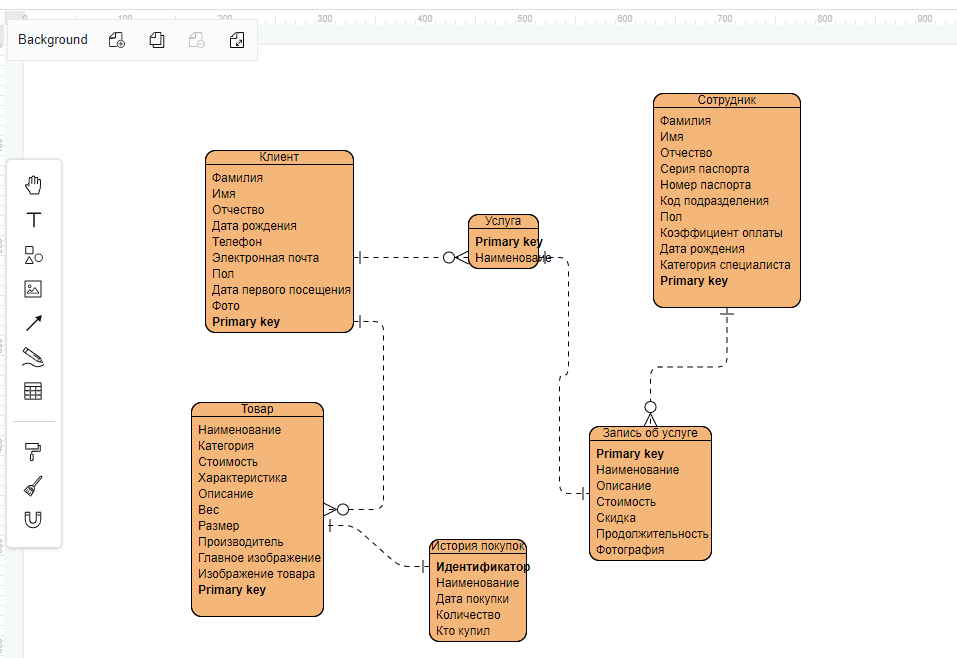 0 100 200 300 400 500 600 700 800 900
Background
Сотрудник
Фамилия
Имя
Отчество
Серия паспорта
Номер паспорта
Код подразделения
Пол
Коэффициент оплаты
Дата рождения
Категория специалиста
Primary key
Клиент
Фамилия
Имя
Отчество
Дата рождения
Телефон
Электронная почта
Пол
Дата первого посещения
Фото
Primary key
Услуга
Primary key
Наименование
Товар
Наименование
Категория
Стоимость
Характеристика
Описание
Вес
Размер
Производитель
Главное изображение
Изображение товара
Primary key
Запись об услуге
Primary key
Наименование
Описание
Стоимость
Скидка
Продолжительность
Фотография
История покупок
Идентификатор
Наименование
Дата покупки
Количество
Кто купил